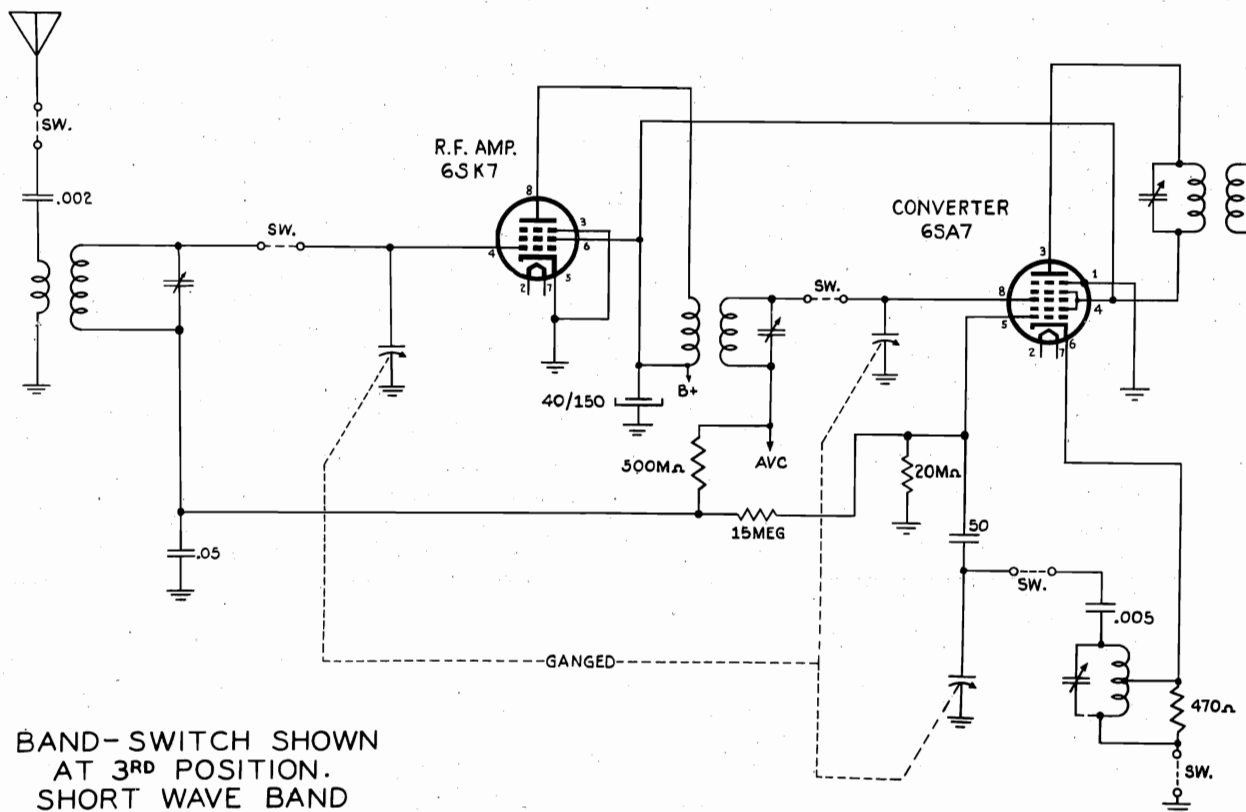 SW.
.002
SW.
R.F. AMP.
6SK7
8
3
6
4
5
2
7
40/150
B+
SW.
AVC
500MΩ
15MEG
20MΩ
.05
CONVERTER
6SA7
3
1
8
4
5
6
2
7
50
SW.
.005
470Ω
SW.
GANGED
BAND-SWITCH SHOWN
AT 3RD POSITION.
SHORT WAVE BAND